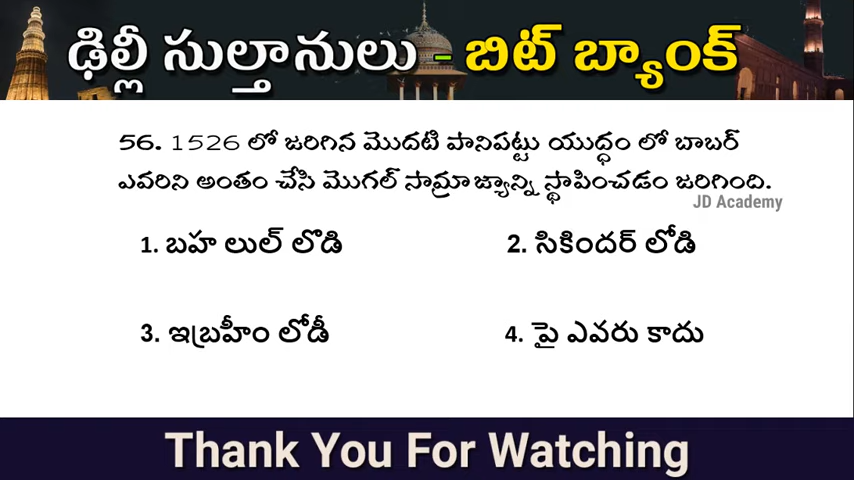 ఢిల్లీ సుల్తానులు - బిట్ బ్యాంక్
56. 1526 లో జరిగిన మొదటి పానిపట్టు యుద్ధం లో బాబర్
ఎవరిని అంతం చేసి మొగల్ సామ్రాజ్యాన్ని స్థాపించడం జరిగింది.
JD Academy
1. బహ లుల్ లొడి
2. సికిందర్ లోడి
3. ఇబ్రహీం లోడీ
4. పై ఎవరు కాదు
Thank You For Watching